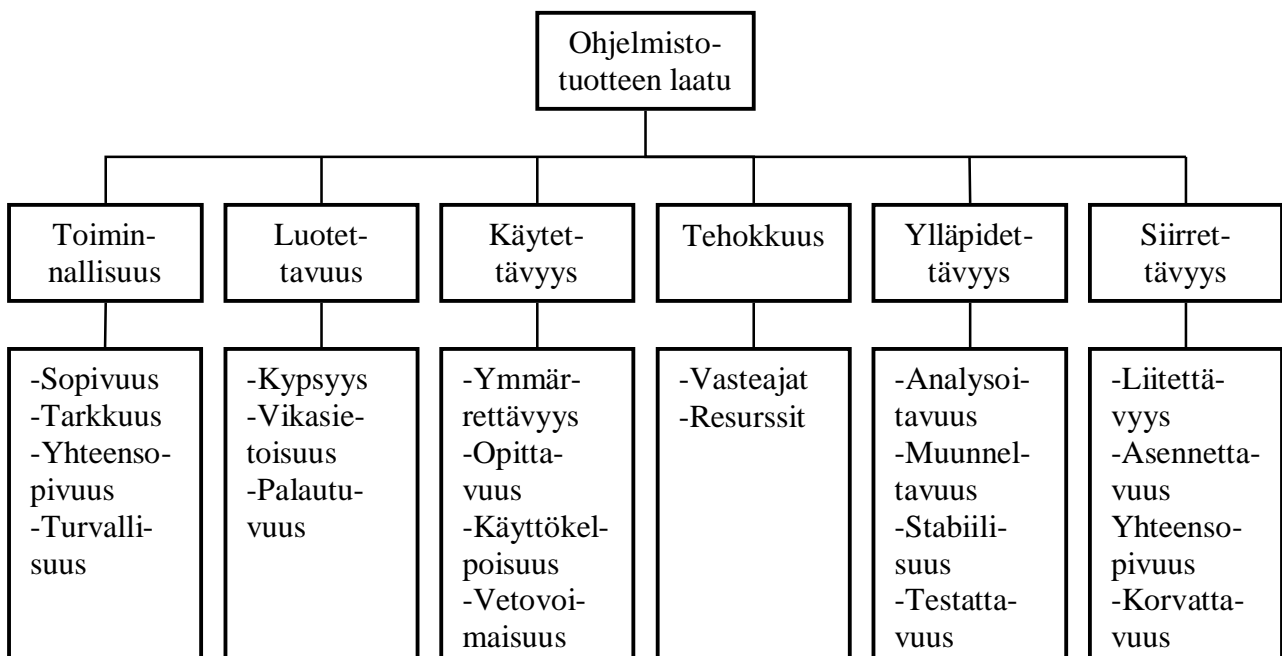 Ohjelmisto-
tuotteen laatu
Toimin-
nallisuus
Luotet-
tavuus
Käytet-
tävyys
Tehokkuus
Ylläpidet-
tävyys
Siirret-
tävyys
-Sopivuus
-Tarkkuus
-Yhteenso-
pivuus
-Turvalli-
suus
-Kypsyys
-Vikasie-
toisuus
-Palautu-
vuus
-Ymmär-
rettävyys
-Opitta-
vuus
-Käyttökel-
poisuus
-Vetovoi-
maisuus
-Vasteajat
-Resurssit
-Analysoi-
tavuus
-Muunnel-
tavuus
-Stabiili-
suus
-Testatta-
vuus
-Liitettä-
vyys
-Asennetta-
vuus
Yhteenso-
pivuus
-Korvatta-
vuus